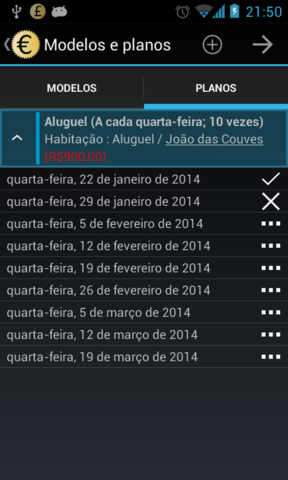 21:50
Modelos e planos
MODELOS
PLANOS
Aluguel (A cada quarta-feira; 10 vezes)
Habitação : Aluguel / João das Couves
(R$900,00)
quarta-feira, 22 de janeiro de 2014
quarta-feira, 29 de janeiro de 2014
quarta-feira, 5 de fevereiro de 2014
quarta-feira, 12 de fevereiro de 2014
quarta-feira, 19 de fevereiro de 2014
quarta-feira, 26 de fevereiro de 2014
quarta-feira, 5 de março de 2014
quarta-feira, 12 de março de 2014
quarta-feira, 19 de março de 2014